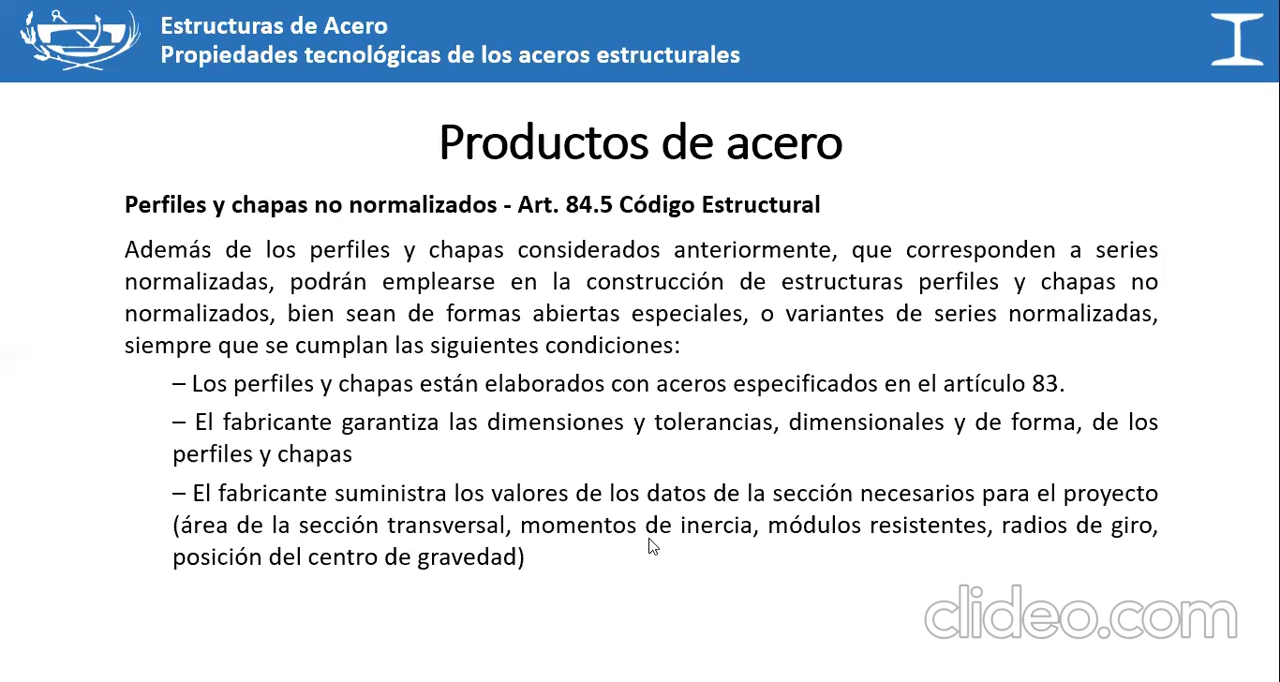 Estructuras de Acero
Propiedades tecnológicas de los aceros estructurales
Productos de acero
Perfiles y chapas no normalizados - Art. 84.5 Código Estructural
Además de los perfiles y chapas considerados anteriormente, que corresponden a series
normalizadas, podrán emplearse en la construcción de estructuras perfiles y chapas no
normalizados, bien sean de formas abiertas especiales, o variantes de series normalizadas,
siempre que se cumplan las siguientes condiciones:
– Los perfiles y chapas están elaborados con aceros especificados en el artículo 83.
– El fabricante garantiza las dimensiones y tolerancias, dimensionales y de forma, de los
perfiles y chapas
– El fabricante suministra los valores de los datos de la sección necesarios para el proyecto
(área de la sección transversal, momentos de inercia, módulos resistentes, radios de giro,
posición del centro de gravedad)
clideo.com